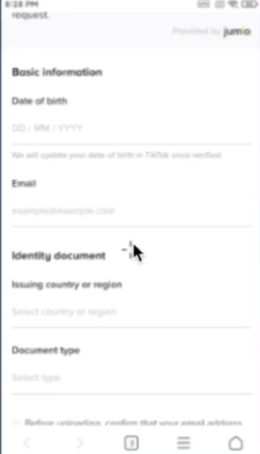 8:28 PM
request.
Provided by jumio
Basic information
Date of birth
DD / MM / YYYY
We will update your date of birth in TikTok once verified.
Email
example@example.com
Identity document
Issuing country or region
Select country or region
Document type
Select type
Before uploading, confirm that your email address
3